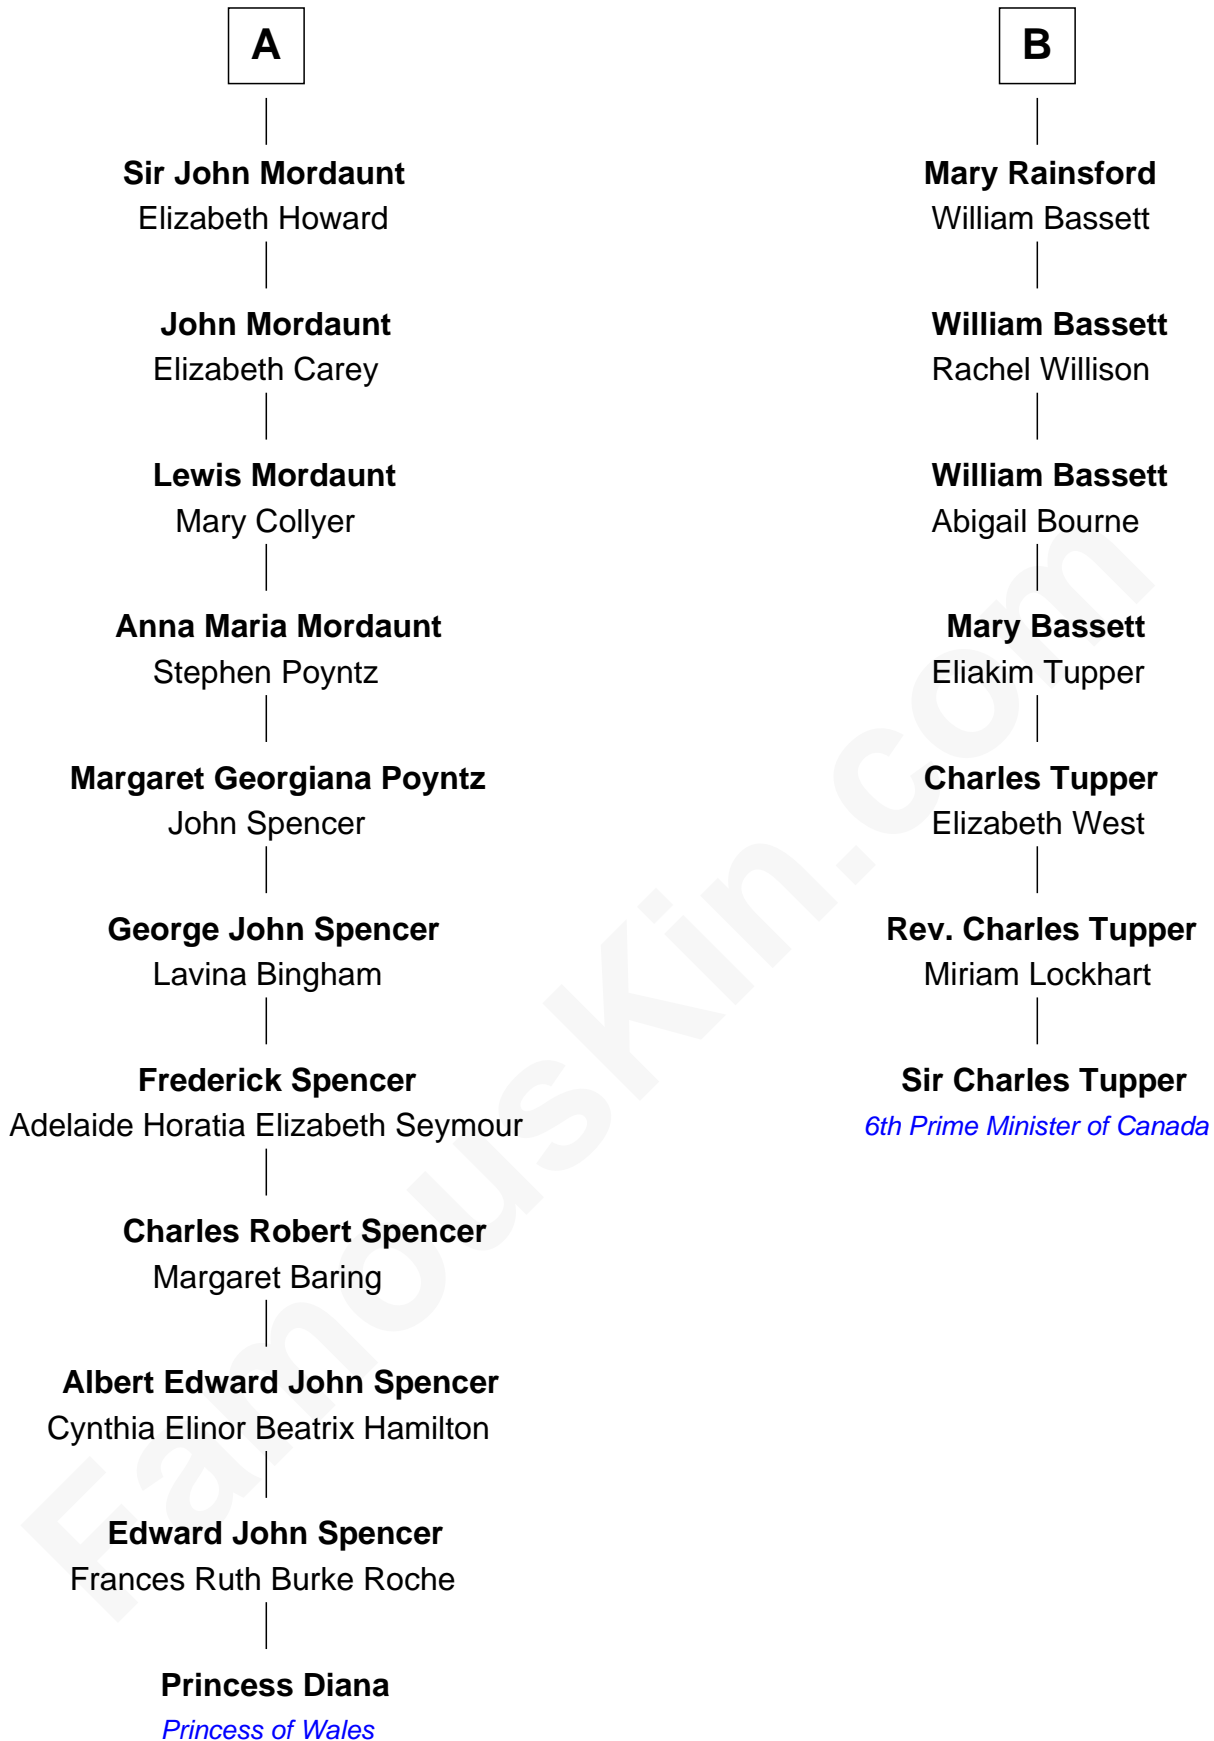 A
Sir John Mordaunt
Elizabeth Howard
John Mordaunt
Elizabeth Carey
Lewis Mordaunt
Mary Collyer
Anna Maria Mordaunt
Stephen Poyntz
Margaret Georgiana Poyntz
John Spencer
George John Spencer
Lavina Bingham
Frederick Spencer
Adelaide Horatia Elizabeth Seymour
Charles Robert Spencer
Margaret Baring
Albert Edward John Spencer
Cynthia Elinor Beatrix Hamilton
Edward John Spencer
Frances Ruth Burke Roche
Princess Diana
Princess of Wales
B
Mary Rainsford
William Bassett
William Bassett
Rachel Willison
William Bassett
Abigail Bourne
Mary Bassett
Eliakim Tupper
Charles Tupper
Elizabeth West
Rev. Charles Tupper
Miriam Lockhart
Sir Charles Tupper
6th Prime Minister of Canada
FamousKin.com